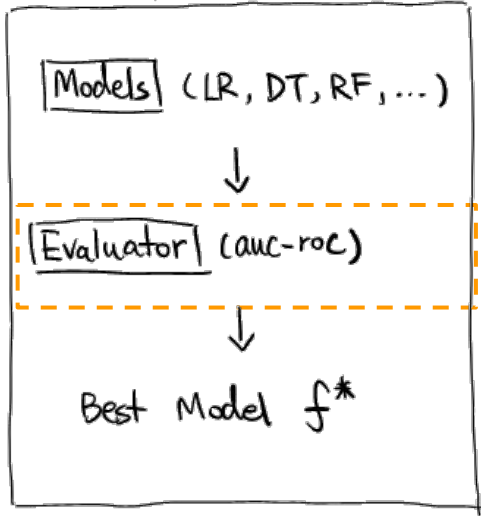 Models (LR, DT, RF, ...)
Evaluator (auc-roc)
Best Model f*